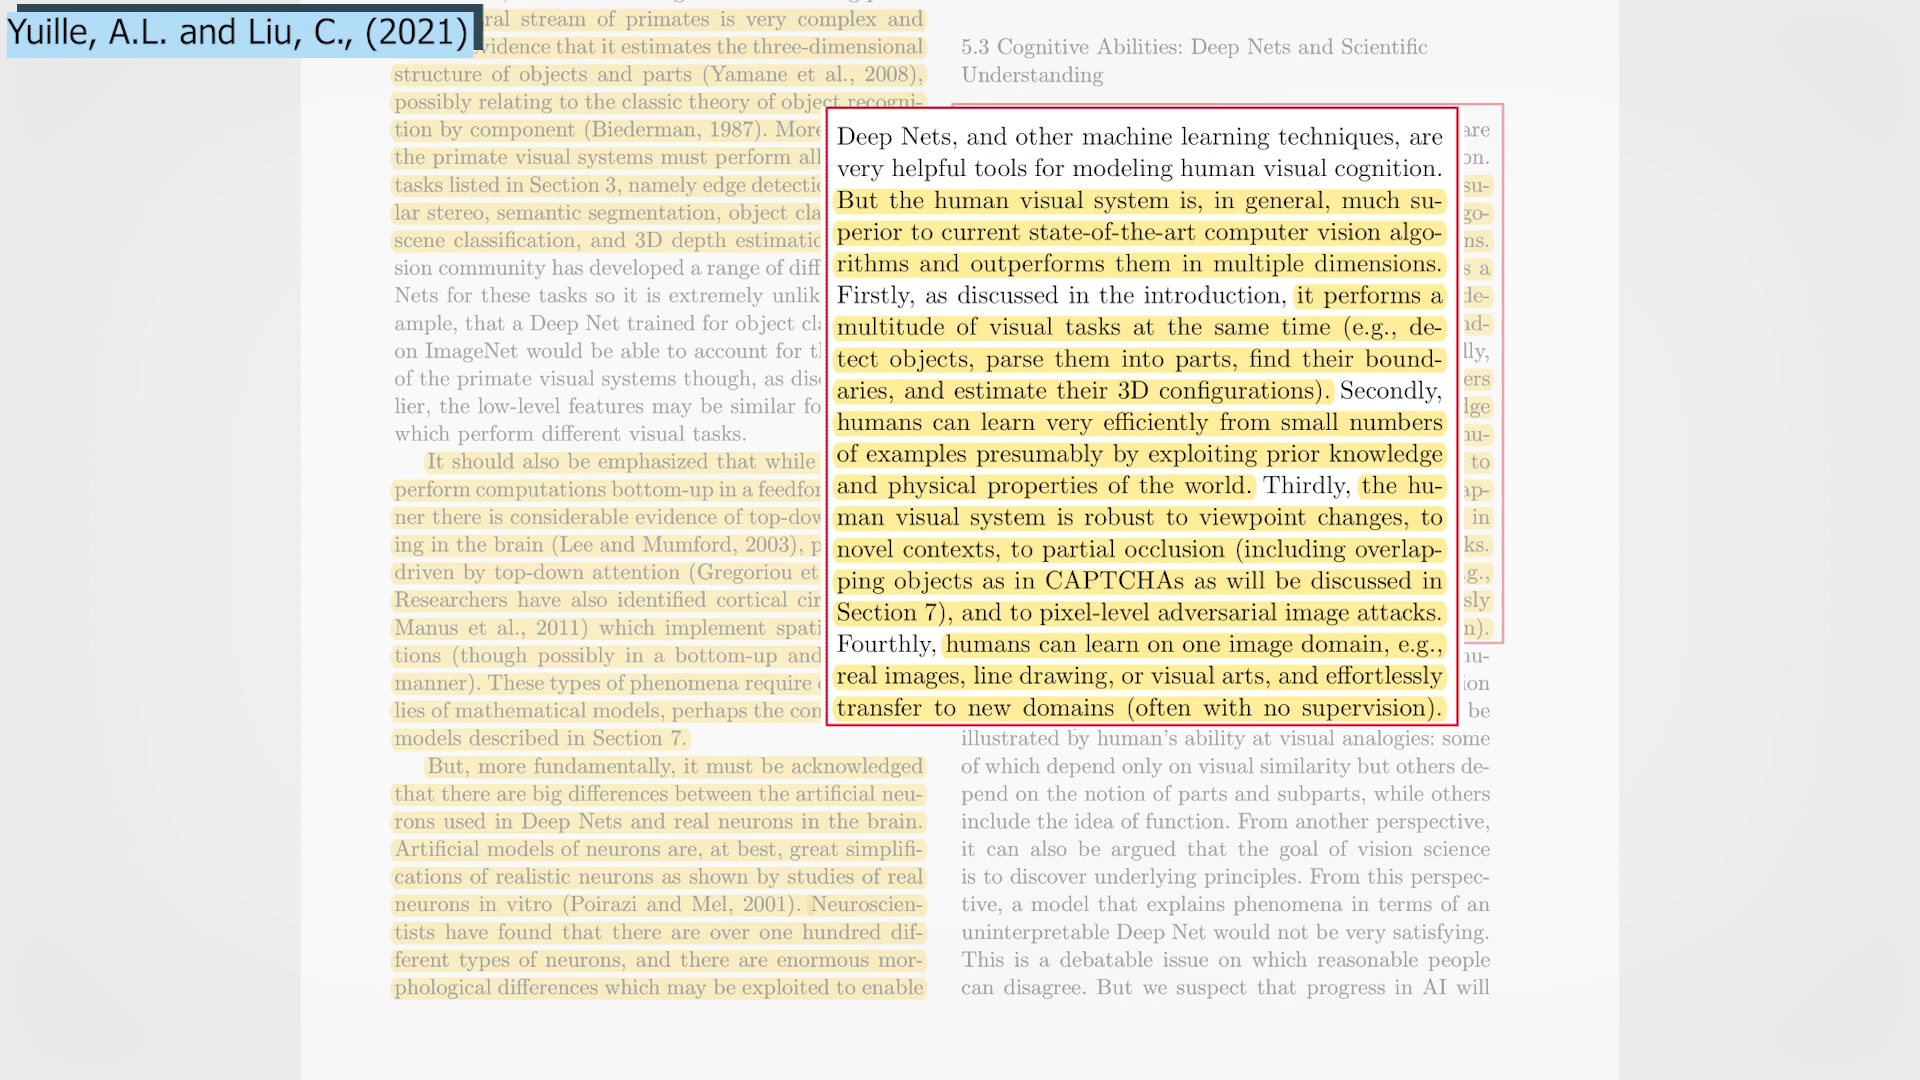 Yuille, A.L. and Liu, C., (2021)
ral stream of primates is very complex and
vidence that it estimates the three-dimensional
structure of objects and parts (Yamane et al., 2008),
possibly relating to the classic theory of object recogni-
tion by component (Biederman, 1987). More
the primate visual systems must perform all
tasks listed in Section 3, namely edge detectio
lar stereo, semantic segmentation, object cla
scene classification, and 3D depth estimatio
sion community has developed a range of diff
Nets for these tasks so it is extremely unlik
ample, that a Deep Net trained for object cla
on ImageNet would be able to account for t
of the primate visual systems though, as disc
lier, the low-level features may be similar fo
which perform different visual tasks.
It should also be emphasized that while
perform computations bottom-up in a feedfor
ner there is considerable evidence of top-dow
ing in the brain (Lee and Mumford, 2003), p
driven by top-down attention (Gregoriou et
Researchers have also identified cortical cir
Manus et al., 2011) which implement spati
tions (though possibly in a bottom-up and
manner). These types of phenomena require
lies of mathematical models, perhaps the com
models described in Section 7.
But, more fundamentally, it must be acknowledged
that there are big differences between the artificial neu-
rons used in Deep Nets and real neurons in the brain.
Artificial models of neurons are, at best, great simplifi-
cations of realistic neurons as shown by studies of real
neurons in vitro (Poirazi and Mel, 2001). Neuroscien-
tists have found that there are over one hundred dif-
ferent types of neurons, and there are enormous mor-
phological differences which may be exploited to enable
5.3 Cognitive Abilities: Deep Nets and Scientific
Understanding
Deep Nets, and other machine learning techniques, are
very helpful tools for modeling human visual cognition.
But the human visual system is, in general, much su-
perior to current state-of-the-art computer vision algo-
rithms and outperforms them in multiple dimensions.
Firstly, as discussed in the introduction, it performs a
multitude of visual tasks at the same time (e.g., de-
tect objects, parse them into parts, find their bound-
aries, and estimate their 3D configurations). Secondly,
humans can learn very efficiently from small numbers
of examples presumably by exploiting prior knowledge
and physical properties of the world. Thirdly, the hu-
man visual system is robust to viewpoint changes, to
novel contexts, to partial occlusion (including overlap-
ping objects as in CAPTCHAs as will be discussed in
Section 7), and to pixel-level adversarial image attacks.
Fourthly, humans can learn on one image domain, e.g.,
real images, line drawing, or visual arts, and effortlessly
transfer to new domains (often with no supervision).
illustrated by human's ability at visual analogies: some
of which depend only on visual similarity but others de-
pend on the notion of parts and subparts, while others
include the idea of function. From another perspective,
it can also be argued that the goal of vision science
is to discover underlying principles. From this perspec-
tive, a model that explains phenomena in terms of an
uninterpretable Deep Net would not be very satisfying.
This is a debatable issue on which reasonable people
can disagree. But we suspect that progress in AI will